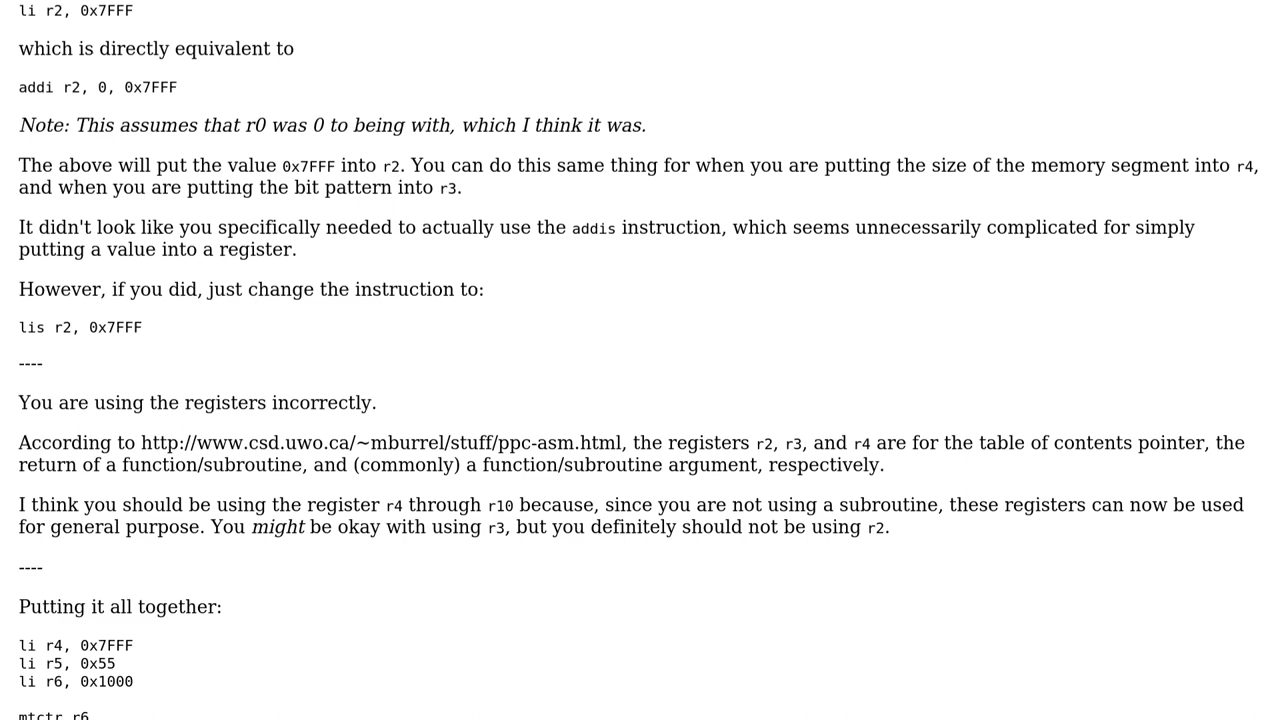 li r2, 0x7FFF
which is directly equivalent to
addi r2, 0, 0x7FFF
Note: This assumes that r0 was 0 to being with, which I think it was.
The above will put the value 0x7FFF into r2. You can do this same thing for when you are putting the size of the memory segment into r4,
and when you are putting the bit pattern into r3.
It didn't look like you specifically needed to actually use the addis instruction, which seems unnecessarily complicated for simply
putting a value into a register.
However, if you did, just change the instruction to:
lis r2, 0x7FFF
----
You are using the registers incorrectly.
According to http://www.csd.uwo.ca/~mburrel/stuff/ppc-asm.html, the registers r2, r3, and r4 are for the table of contents pointer, the
return of a function/subroutine, and (commonly) a function/subroutine argument, respectively.
I think you should be using the register r4 through r10 because, since you are not using a subroutine, these registers can now be used
for general purpose. You might be okay with using r3, but you definitely should not be using r2.
----
Putting it all together:
li r4, 0x7FFF
li r5, 0x55
li r6, 0x1000
mtctr r6